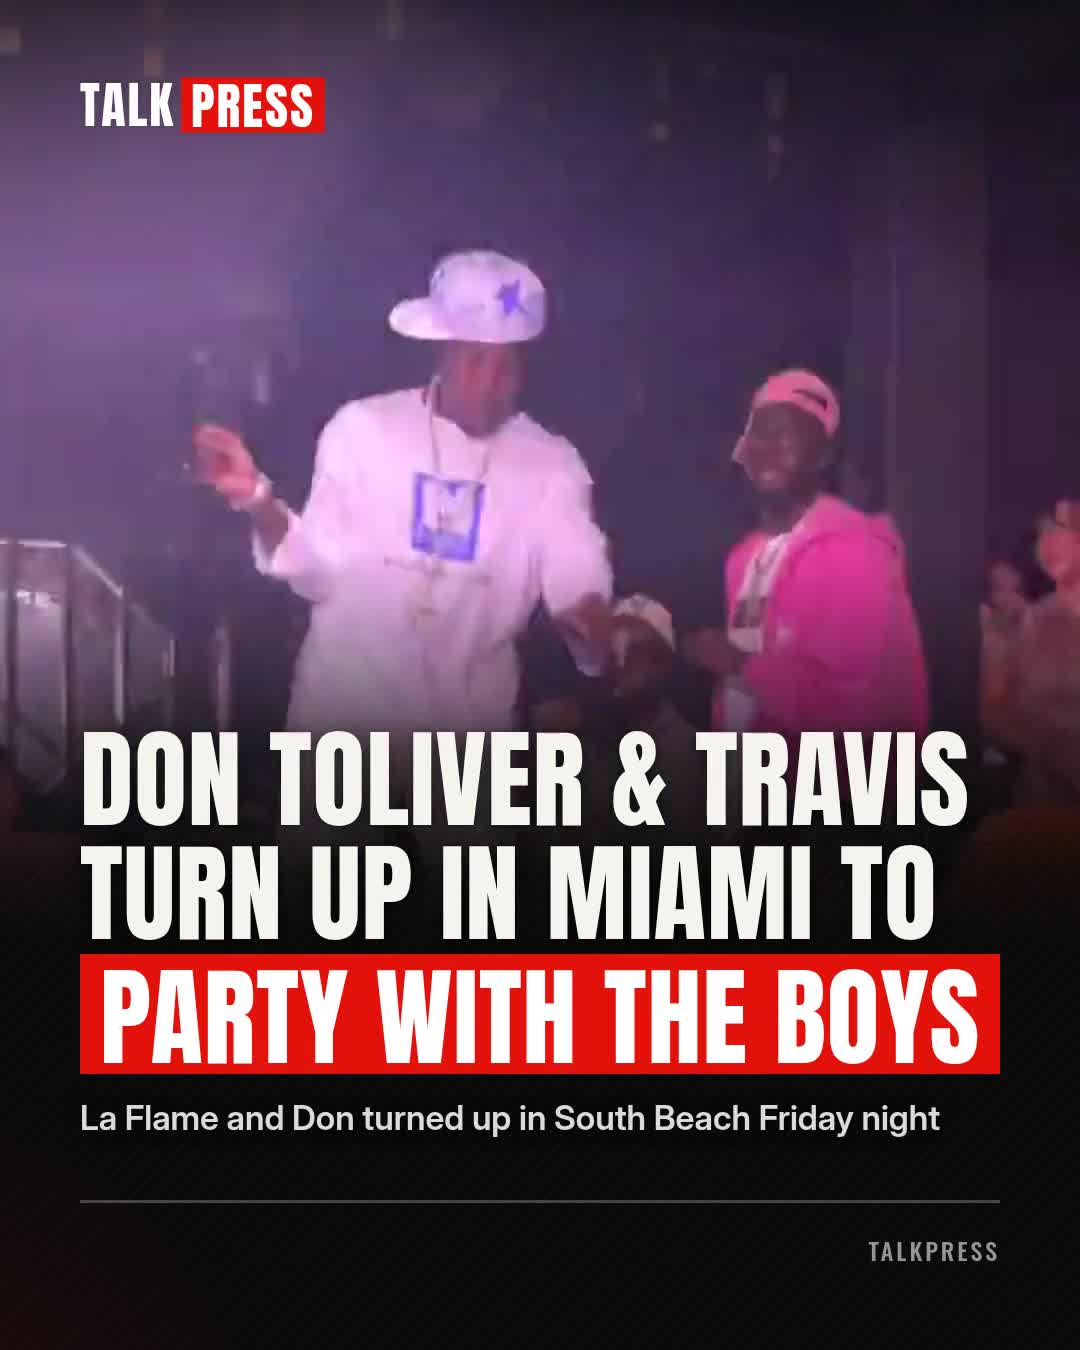 TALK PRESS
DON TOLIVER & TRAVIS
TURN UP IN MIAMI TO
PARTY WITH THE BOYS
La Flame and Don turned up in South Beach Friday night
TALKPRESS